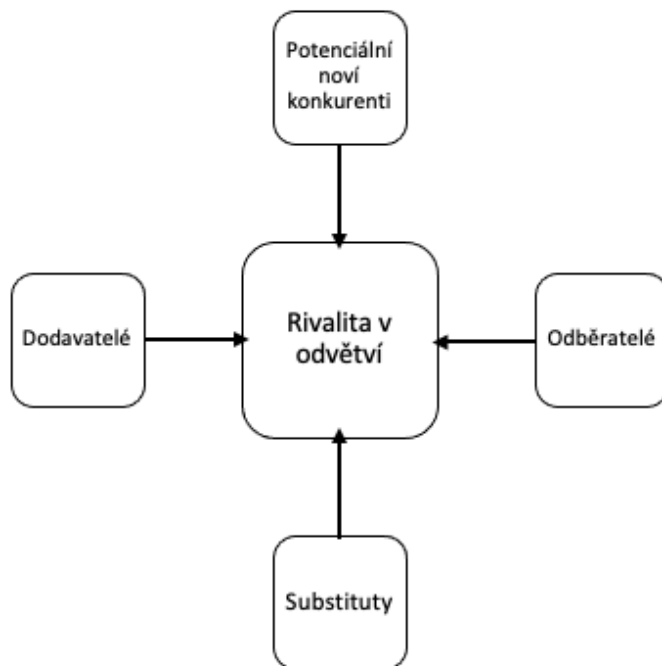 Potenciální
noví
konkurenti
Dodavatelé
Rivalita v
odvětví
Odběratelé
Substituty